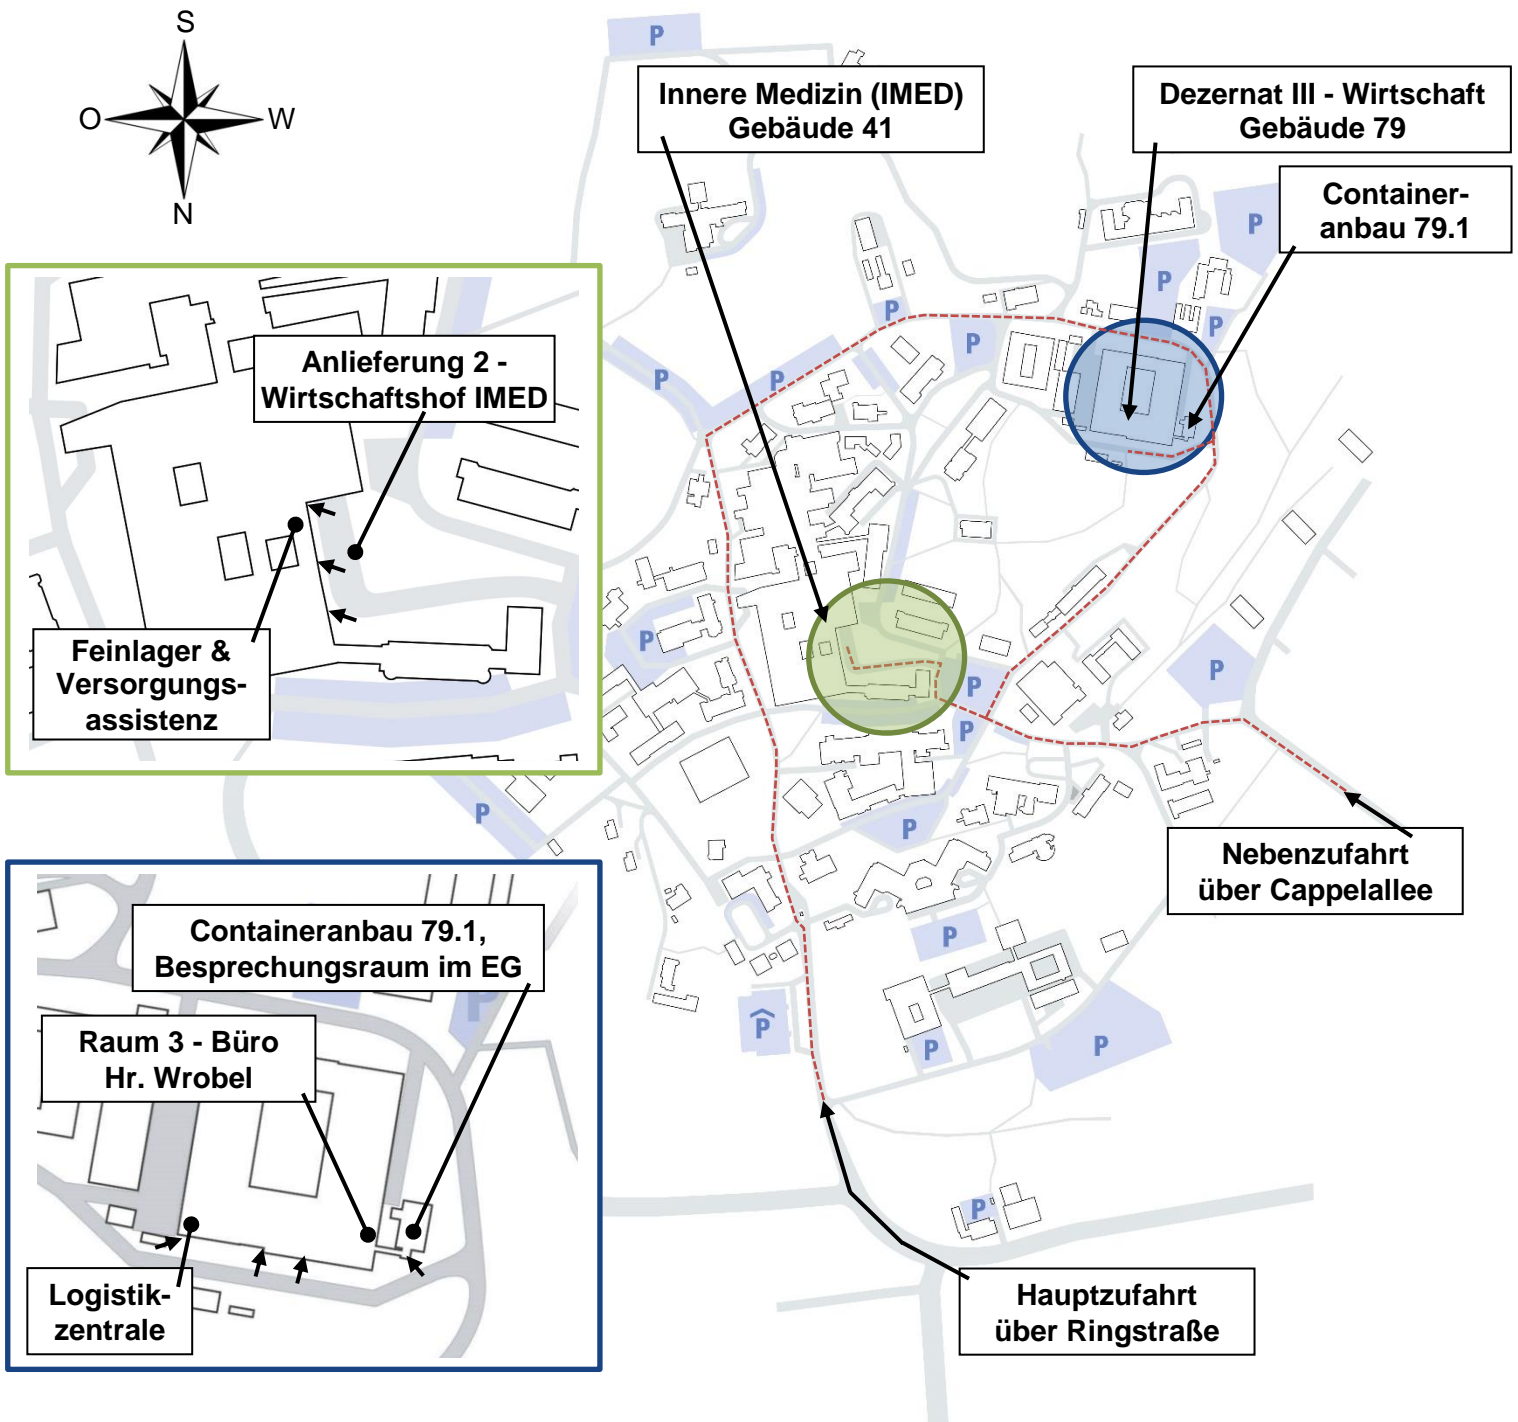 S
O
W
N
P
Innere Medizin (IMED)
Gebäude 41
Dezernat III - Wirtschaft
Gebäude 79
Container-
anbau 79.1
P
P
P
P
P
P
P
Anlieferung 2 -
Wirtschaftshof IMED
Feinlager &
Versorgungs-
assistenz
P
P
P
P
P
P
Nebenzufahrt
über Cappelallee
P
P
P
P
Containeranbau 79.1,
Besprechungsraum im EG
P
Raum 3 - Büro
Hr. Wrobel
Logistik-
zentrale
P
Hauptzufahrt
über Ringstraße